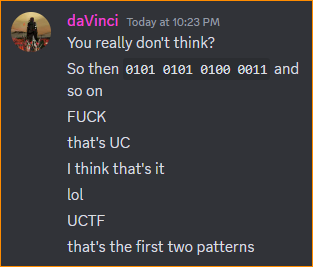 daVinci Today at 10:23 PM
You really don't think?
So then 0101 0101 0100 0011 and
so on
FUCK
that's UC
I think that's it
lol
UCTF
that's the first two patterns